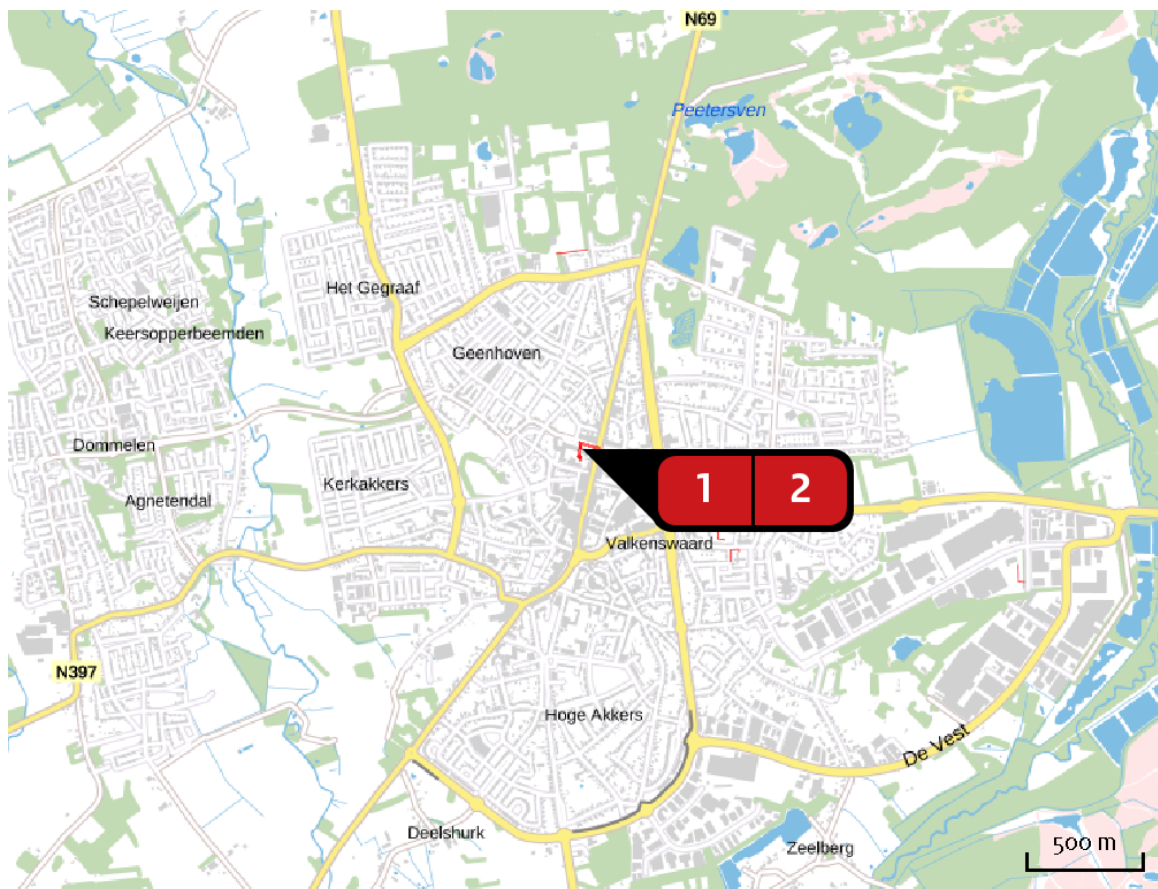 N69
Peetersven
Het Gegraaf
Schepelweijen
Keersopperbeemden
Geenhoven
Dommelen
Kerkakkers
Agnetendal
1 2
Valkenswaard
N397
Hoge Akkers
De Vest
Deelshurk
Zeelberg
500 m